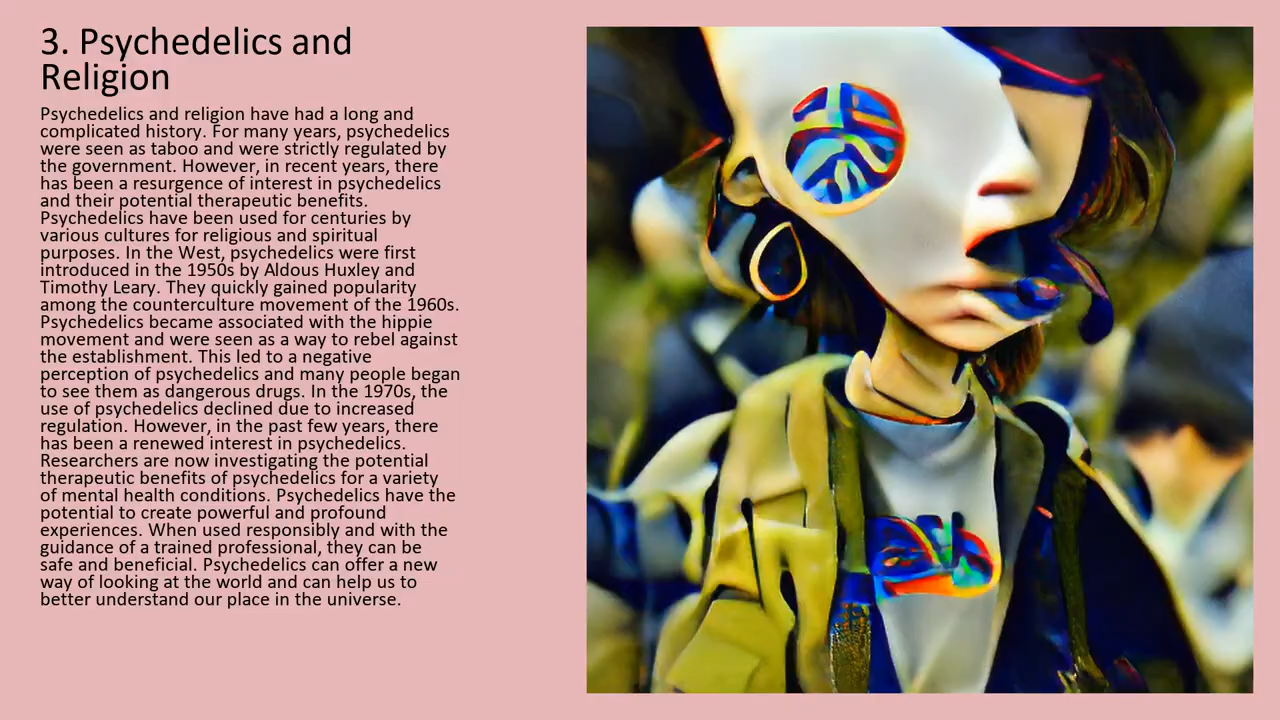 3. Psychedelics and
Religion
Psychedelics and religion have had a long and
complicated history. For many years, psychedelics
were seen as taboo and were strictly regulated by
the government. However, in recent years, there
has been a resurgence of interest in psychedelics
and their potential therapeutic benefits.
Psychedelics have been used for centuries by
various cultures for religious and spiritual
purposes. In the West, psychedelics were first
introduced in the 1950s by Aldous Huxley and
Timothy Leary. They quickly gained popularity
among the counterculture movement of the 1960s.
Psychedelics became associated with the hippie
movement and were seen as a way to rebel against
the establishment. This led to a negative
perception of psychedelics and many people began
to see them as dangerous drugs. In the 1970s, the
use of psychedelics declined due to increased
regulation. However, in the past few years, there
has been a renewed interest in psychedelics.
Researchers are now investigating the potential
therapeutic benefits of psychedelics for a variety
of mental health conditions. Psychedelics have the
potential to create powerful and profound
experiences. When used responsibly and with the
guidance of a trained professional, they can be
safe and beneficial. Psychedelics can offer a new
way of looking at the world and can help us to
better understand our place in the universe.